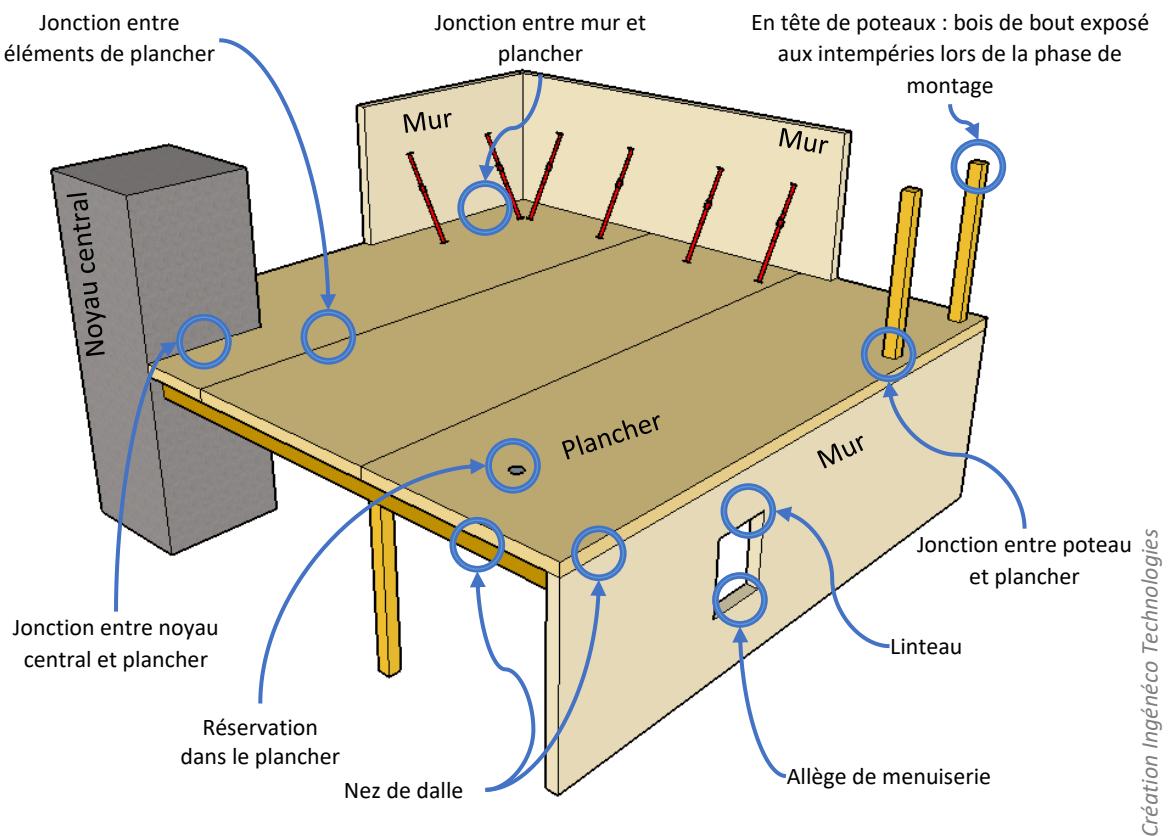 Jonction entre
éléments de plancher
Jonction entre mur et
plancher
En tête de poteaux : bois de bout exposé
aux intempéries lors de la phase de
montage
Mur
Mur
Noyau central
Plancher
Mur
Jonction entre poteau
et plancher
Jonction entre noyau
central et plancher
Linteau
Réservation
dans le plancher
Nez de dalle
Allège de menuiserie
Création Ingénéco Technologies